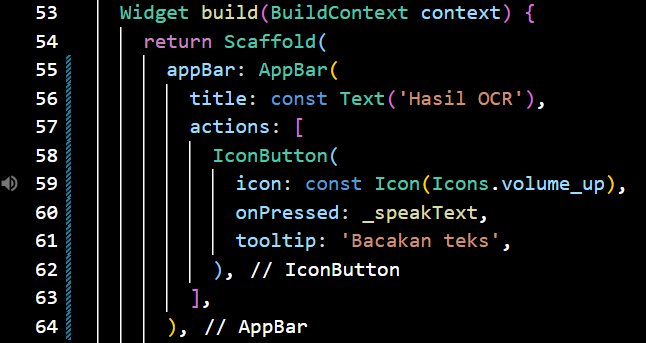 53 Widget build(BuildContext context) {
54   return Scaffold(
55     appBar: AppBar(
56       title: const Text('Hasil OCR'),
57       actions: [
58         IconButton(
59           icon: const Icon(Icons.volume_up),
60           onPressed: _speakText,
61           tooltip: 'Bacakan teks',
62         ), // IconButton
63       ],
64     ), // AppBar